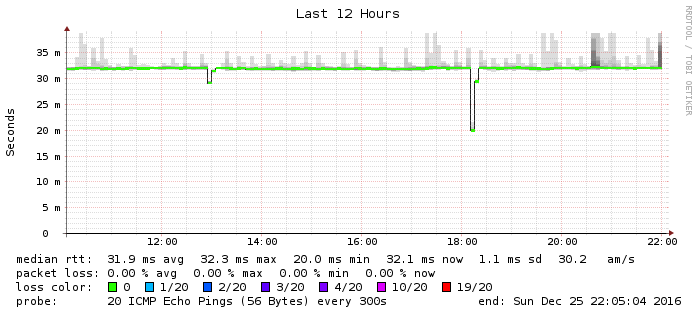 Last 12 Hours
RRDTOOL / TOBI OETIKER
Seconds
35 m
30 m
25 m
20 m
15 m
10 m
5 m
0
12:00 14:00 16:00 18:00 20:00 22:00
median rtt: 31.9 ms avg 32.3 ms max 20.0 ms min 32.1 ms now 1.1 ms sd 30.2 am/s
packet loss: 0.00 % avg 0.00 % max 0.00 % min 0.00 % now
loss color: 0 1/20 2/20 3/20 4/20 10/20 19/20
probe: 20 ICMP Echo Pings (56 Bytes) every 300s end: Sun Dec 25 22:05:04 2016